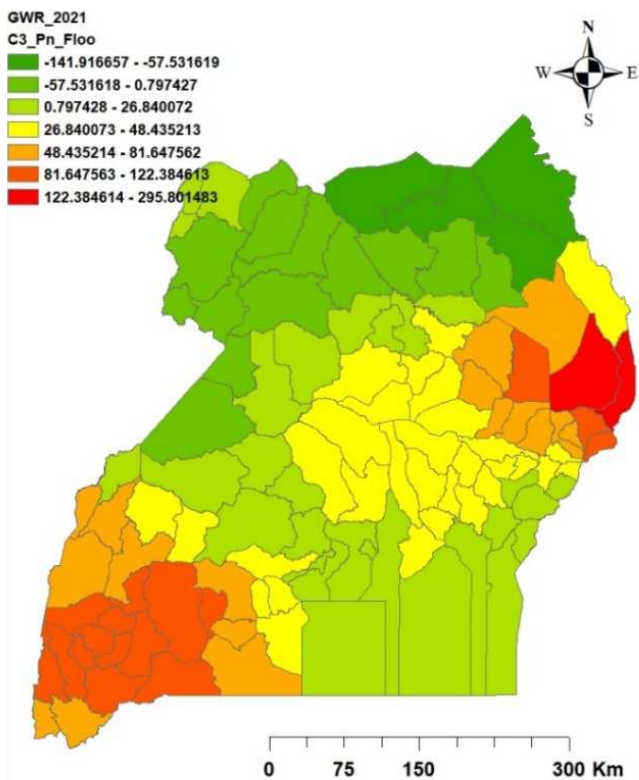 GWR_2021
C3_Pn_Floo
-141.916657 - -57.531619
-57.531618 - 0.797427
0.797428 - 26.840072
26.840073 - 48.435213
48.435214 - 81.647562
81.647563 - 122.384613
122.384614 - 295.801483
N
W E
S
0 75 150 300 Km